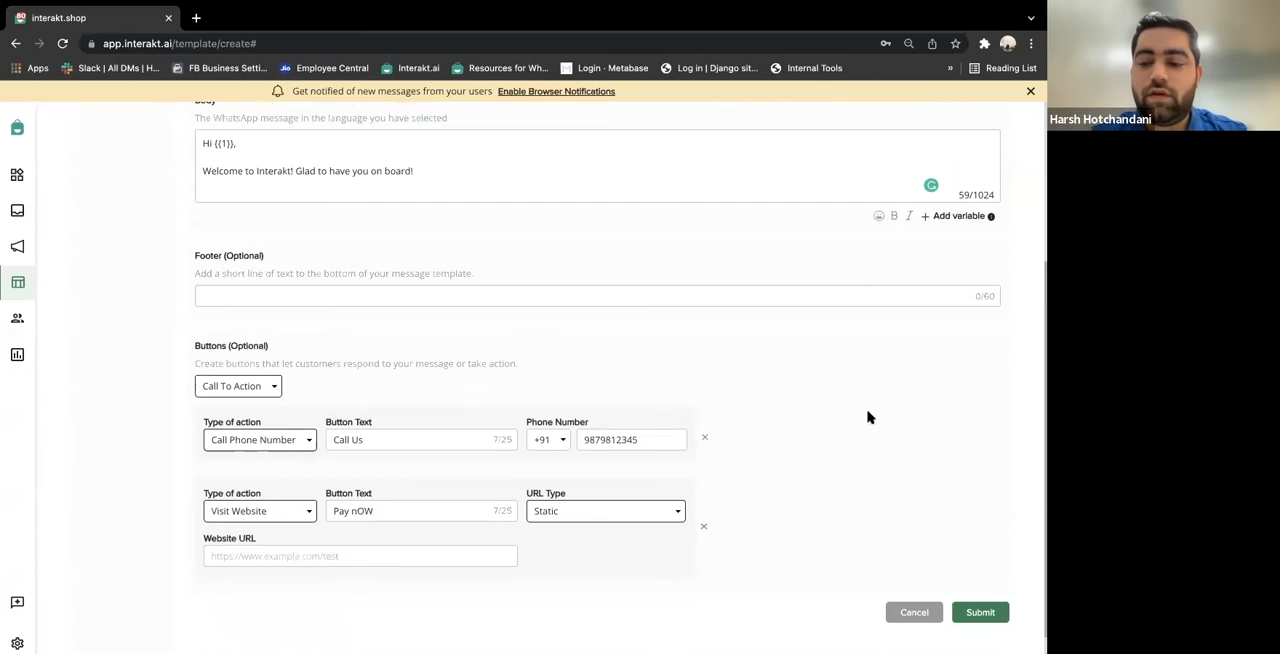 interakt.shop
app.interakt.ai/template/create#
Apps
Slack | All DMs | H...
FB Business Setti...
Employee Central
Interakt.ai
Resources for Wh...
Login · Metabase
Log in | Django sit...
Internal Tools
»
Reading List
Get notified of new messages from your users Enable Browser Notifications
Harsh Hotchandani
Body
The WhatsApp message in the language you have selected
Hi {{1}},
Welcome to Interakt! Glad to have you on board!
59/1024
B I + Add variable
Footer (Optional)
Add a short line of text to the bottom of your message template.
0/60
Buttons (Optional)
Create buttons that let customers respond to your message or take action.
Call To Action
Type of action Button Text Phone Number
Call Phone Number Call Us 7/25 +91 9879812345
Type of action Button Text URL Type
Visit Website Pay nOW 7/25 Static
Website URL
https://www.example.com/test
Cancel Submit